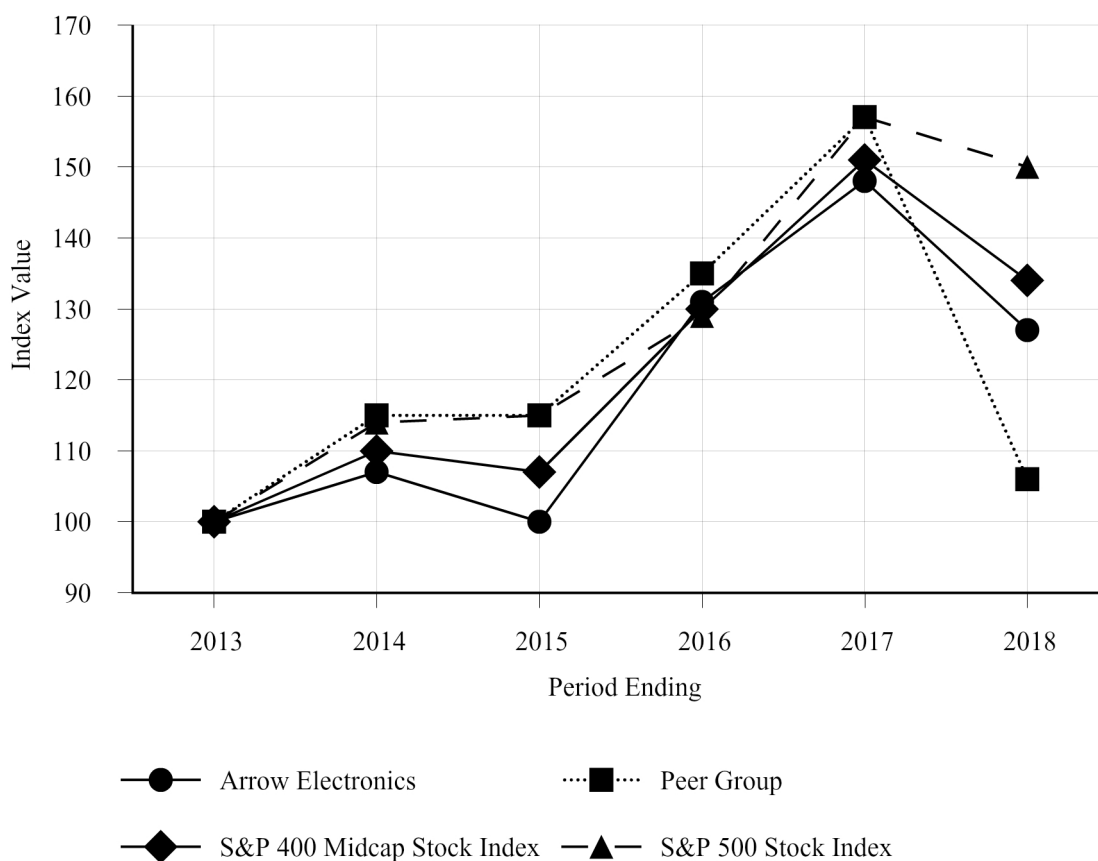 170
160
150
140
130
120
110
100
90
Index Value
2013 2014 2015 2016 2017 2018
Period Ending
Arrow Electronics Peer Group
S&P 400 Midcap Stock Index S&P 500 Stock Index